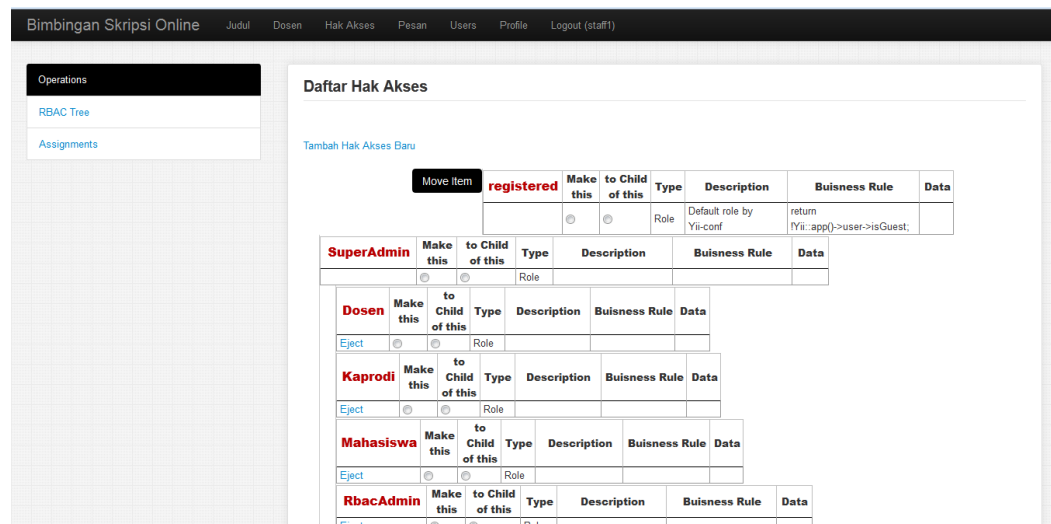 Bimbingan Skripsi Online Judul Dosen Hak Akses Pesan Users Profile Logout (staff1)
Operations
RBAC Tree
Assignments
Daftar Hak Akses
Tambah Hak Akses Baru
Move Item
registered Make this to Child of this Type Description Buisness Rule Data
Role Default role by Yii-conf return !Yii::app()->user->isGuest;
SuperAdmin Make this to Child of this Type Description Buisness Rule Data
Role
Dosen Make this to Child of this Type Description Buisness Rule Data
Eject Role
Kaprodi Make this to Child of this Type Description Buisness Rule Data
Eject Role
Mahasiswa Make this to Child of this Type Description Buisness Rule Data
Eject Role
RbacAdmin Make this to Child of this Type Description Buisness Rule Data